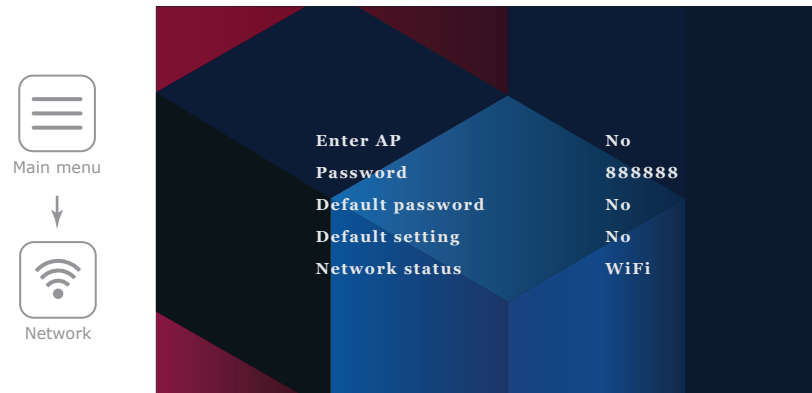 Main menu
Network
Enter AP No
Password 888888
Default password No
Default setting No
Network status WiFi